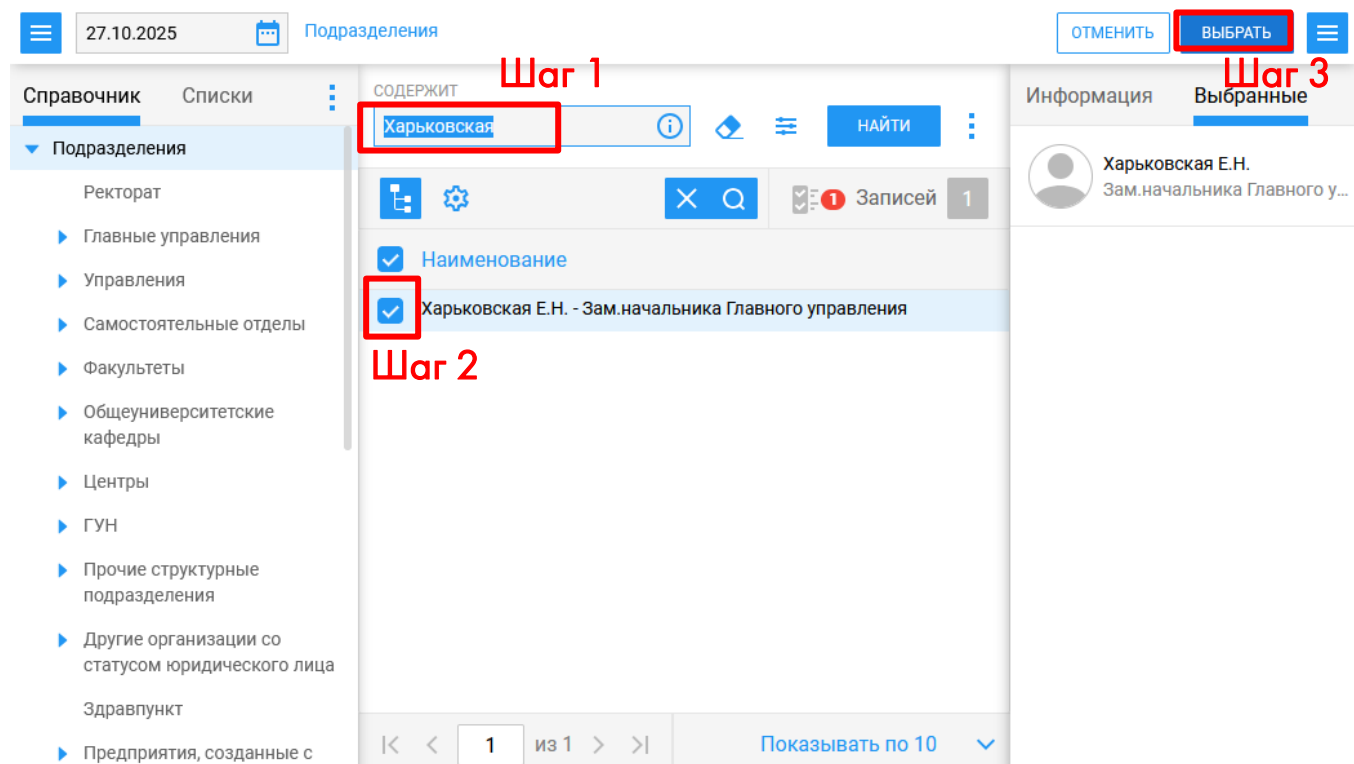 27.10.2025
Подразделения
ОТМЕНИТЬ
ВЫБРАТЬ
Шаг 3
Справочник
Списки
Подразделения
Ректорат
Главные управления
Управления
Самостоятельные отделы
Факультеты
Общеуниверситетские
кафедры
Центры
ГУН
Прочие структурные
подразделения
Другие организации со
статусом юридического лица
Здравпункт
Предприятия, созданные с
СОДЕРЖИТ
Шаг 1
Харьковская
НАЙТИ
1
Записей
1
Наименование
Харьковская Е.Н. - Зам.начальника Главного управления
Шаг 2
1
из 1
Показывать по 10
Информация
Выбранные
Харьковская Е.Н.
Зам.начальника Главного у...